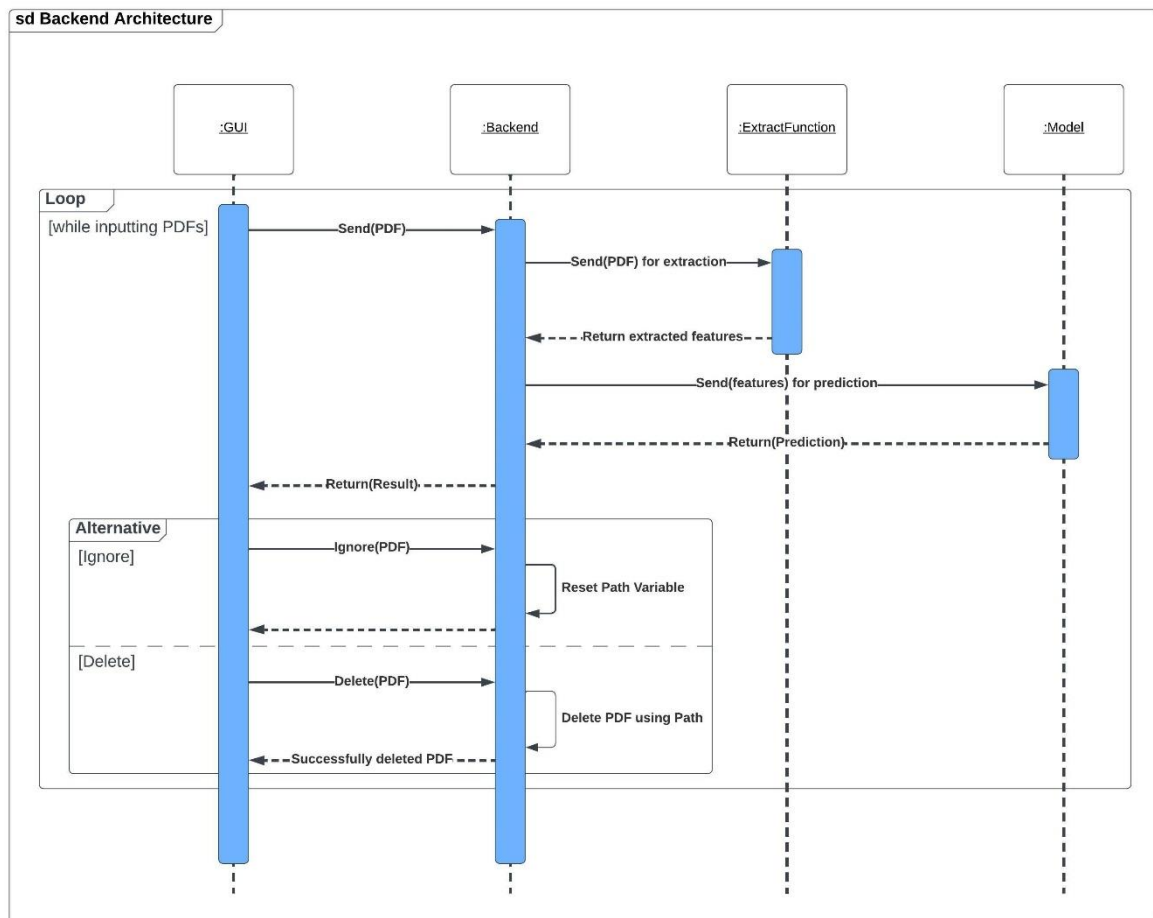 sd Backend Architecture
:GUI
:Backend
:ExtractFunction
:Model
Loop
[while inputting PDFs]
Send(PDF)
Send(PDF) for extraction
Return extracted features
Send(features) for prediction
Return(Prediction)
Return(Result)
Alternative
[Ignore]
Ignore(PDF)
Reset Path Variable
[Delete]
Delete(PDF)
Delete PDF using Path
Successfully deleted PDF